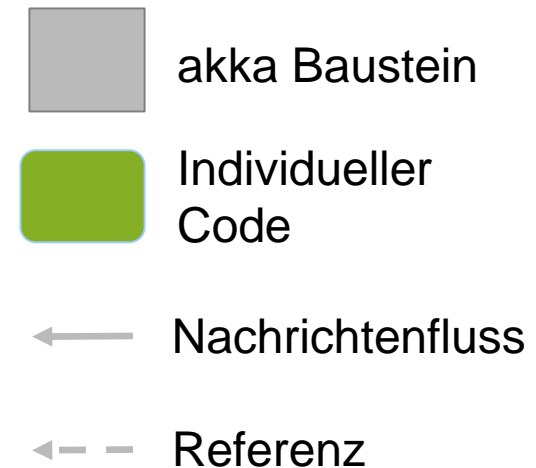 akka Baustein
Individueller
Code
Nachrichtenfluss
Referenz